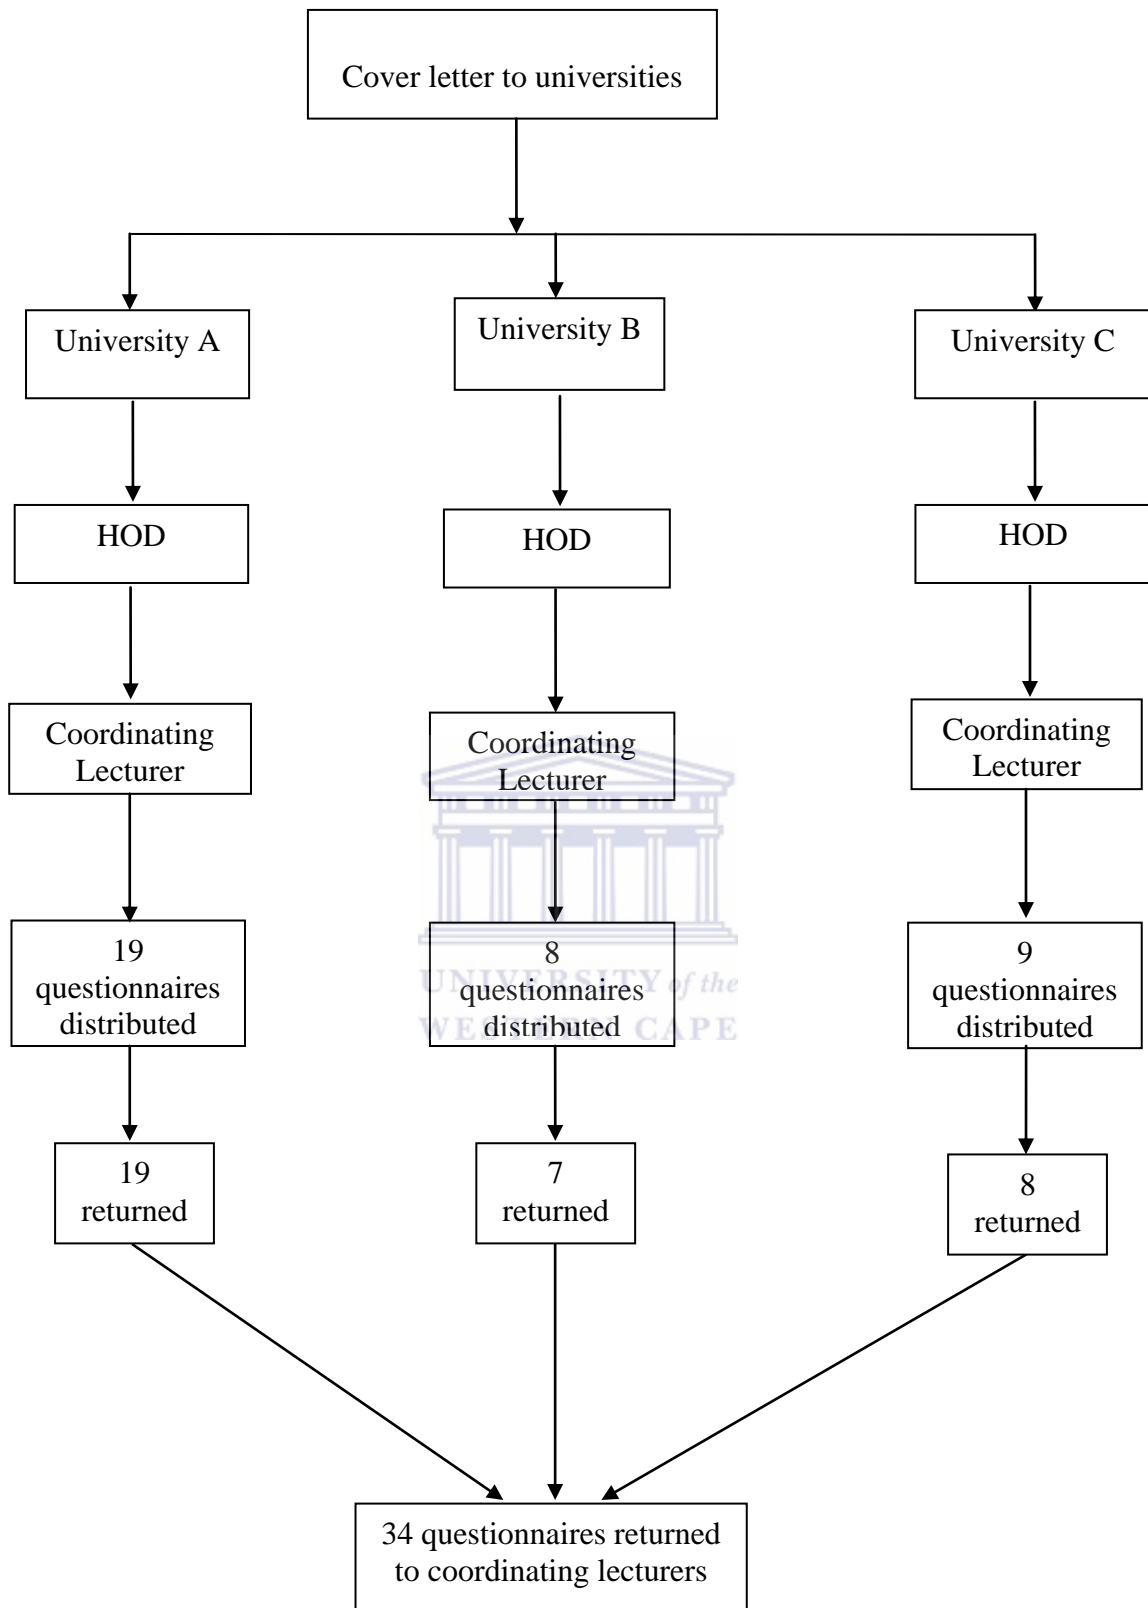 Cover letter to universities
University A
University B
University C
HOD
HOD
HOD
Coordinating
Lecturer
Coordinating
Lecturer
Coordinating
Lecturer
19
questionnaires
distributed
8
questionnaires
distributed
9
questionnaires
distributed
UNIVERSITY of the
WESTERN CAPE
19
returned
7
returned
8
returned
34 questionnaires returned
to coordinating lecturers